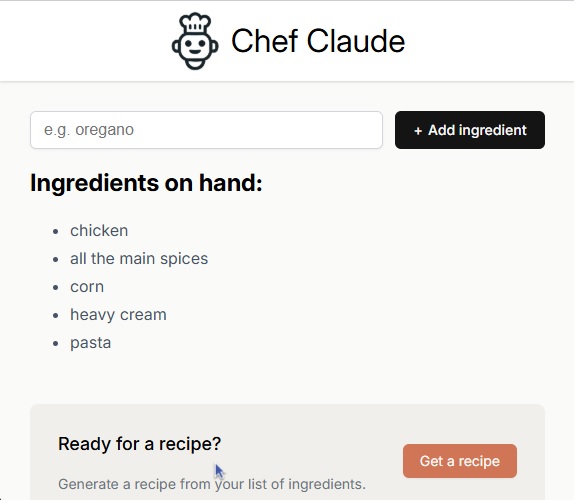 Chef Claude
e.g. oregano
+ Add ingredient
Ingredients on hand:
• chicken
• all the main spices
• corn
• heavy cream
• pasta
Ready for a recipe?
Get a recipe
Generate a recipe from your list of ingredients.